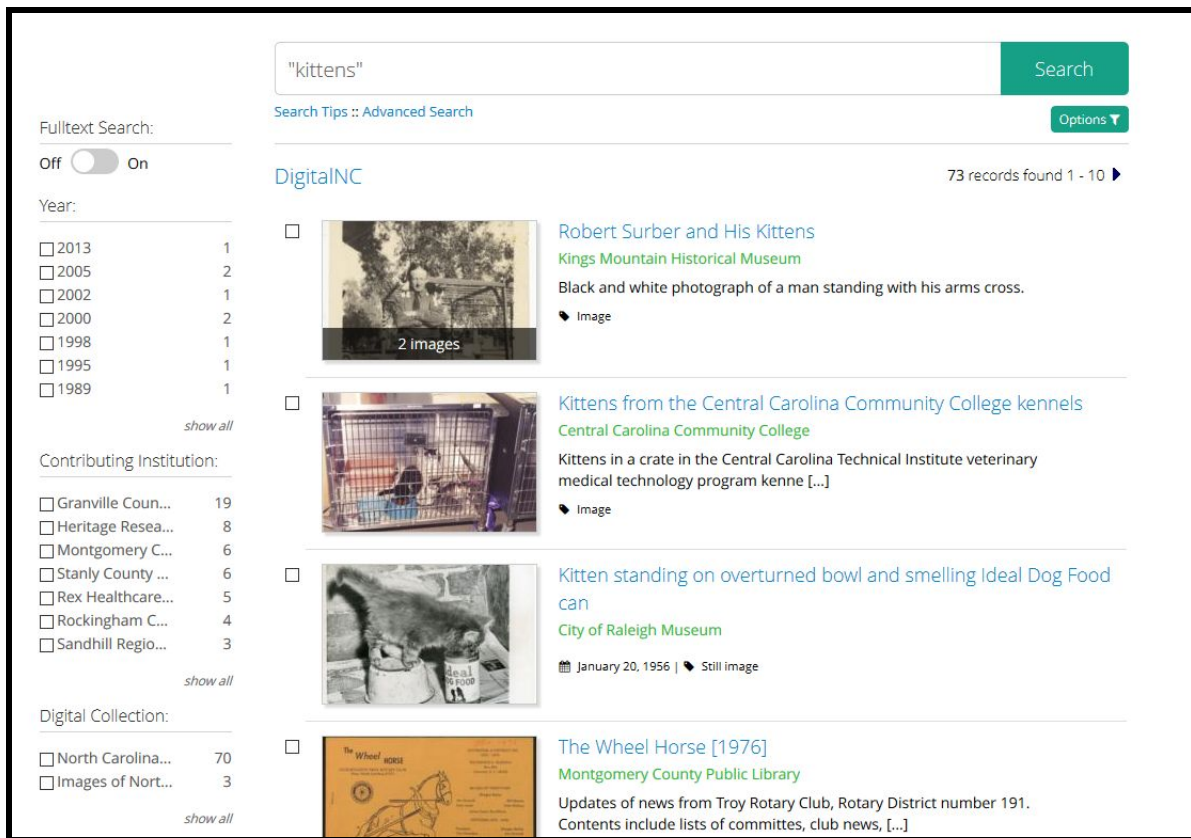 "kittens"
Search
Search Tips :: Advanced Search
Options
Fulltext Search:
Off On
Year:
2013 1
2005 2
2002 1
2000 2
1998 1
1995 1
1989 1
show all
Contributing Institution:
Granville Coun... 19
Heritage Resea... 8
Montgomery C... 6
Stanly County ... 6
Rex Healthcare... 5
Rockingham C... 4
Sandhill Regio... 3
show all
Digital Collection:
North Carolina... 70
Images of Nort... 3
show all
DigitalNC
73 records found 1 - 10
2 images
Robert Surber and His Kittens
Kings Mountain Historical Museum
Black and white photograph of a man standing with his arms cross.
Image
Kittens from the Central Carolina Community College kennels
Central Carolina Community College
Kittens in a crate in the Central Carolina Technical Institute veterinary
medical technology program kenne [...]
Image
Ideal
DOG FOOD
Kitten standing on overturned bowl and smelling Ideal Dog Food
can
City of Raleigh Museum
January 20, 1956 | Still image
The Wheel HORSE
The Wheel Horse [1976]
Montgomery County Public Library
Updates of news from Troy Rotary Club, Rotary District number 191.
Contents include lists of committes, club news, [...]